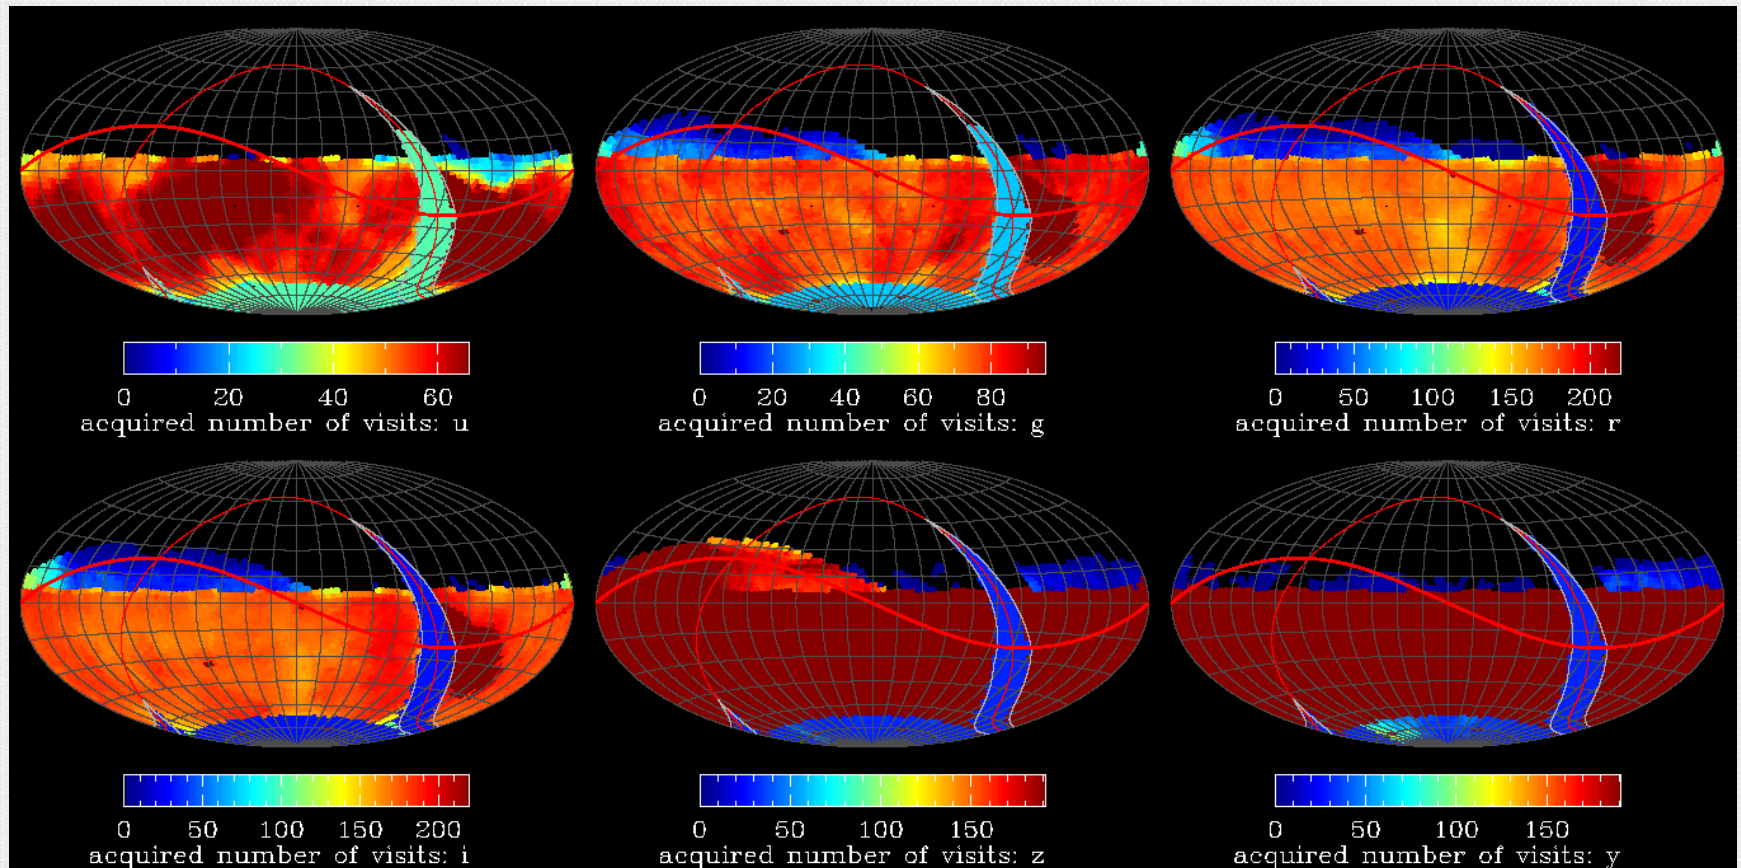 0 20 40 60
acquired number of visits: u
0 20 40 60 80
acquired number of visits: g
0 50 100 150 200
acquired number of visits: r
0 50 100 150 200
acquired number of visits: i
0 50 100 150
acquired number of visits: z
0 50 100 150
acquired number of visits: y